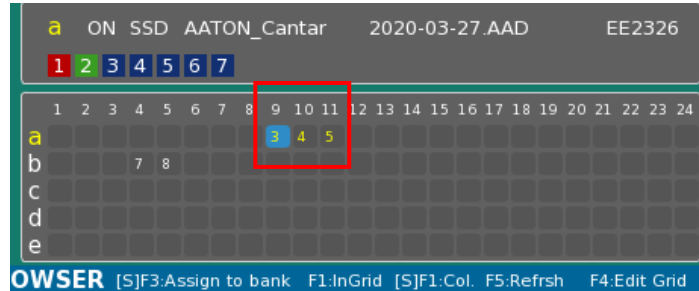 a ON SSD AATON_Cantar 2020-03-27.AAD EE2326
1 2 3 4 5 6 7
1 2 3 4 5 6 7 8 9 10 11 12 13 14 15 16 17 18 19 20 21 22 23 24
a 3 4 5
b 7 8
c
d
e
OWSER [S]F3:Assign to bank F1:InGrid [S]F1:Col. F5:Refrsh F4:Edit Grid